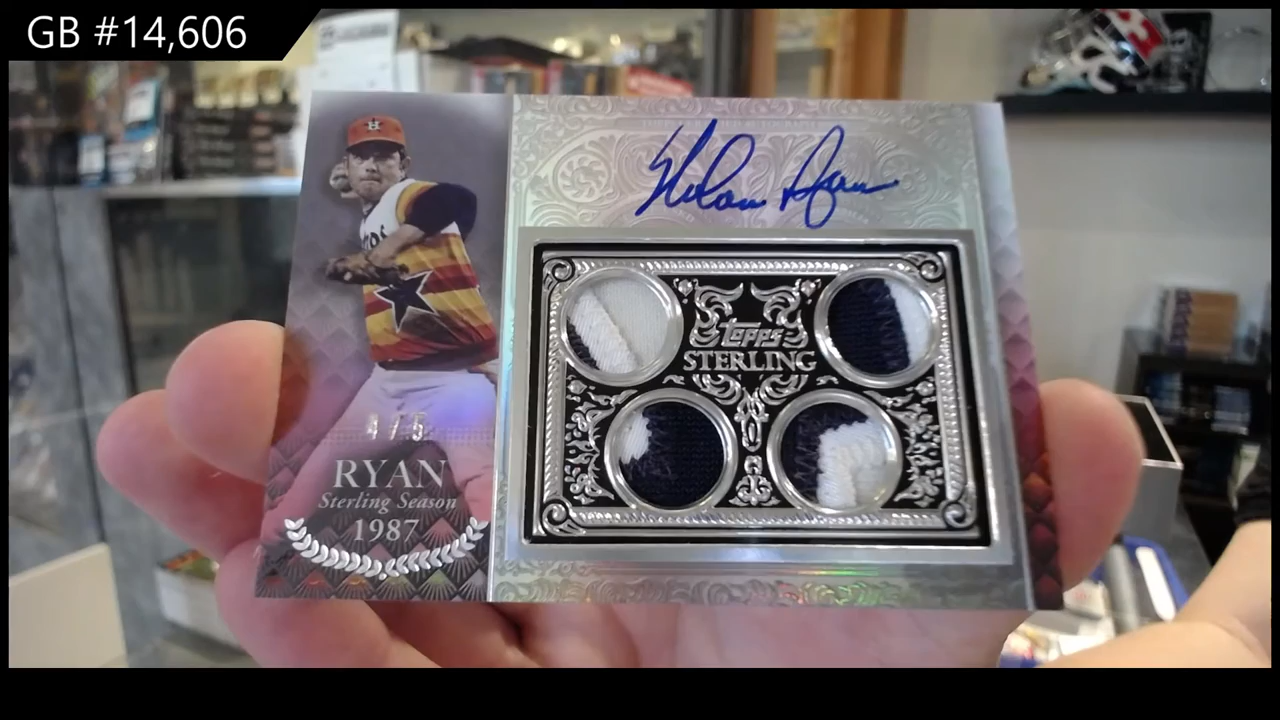 GB #14,606
Nolan Ryan
H
4/5
RYAN
Sterling Season
1987
Topps
STERLING